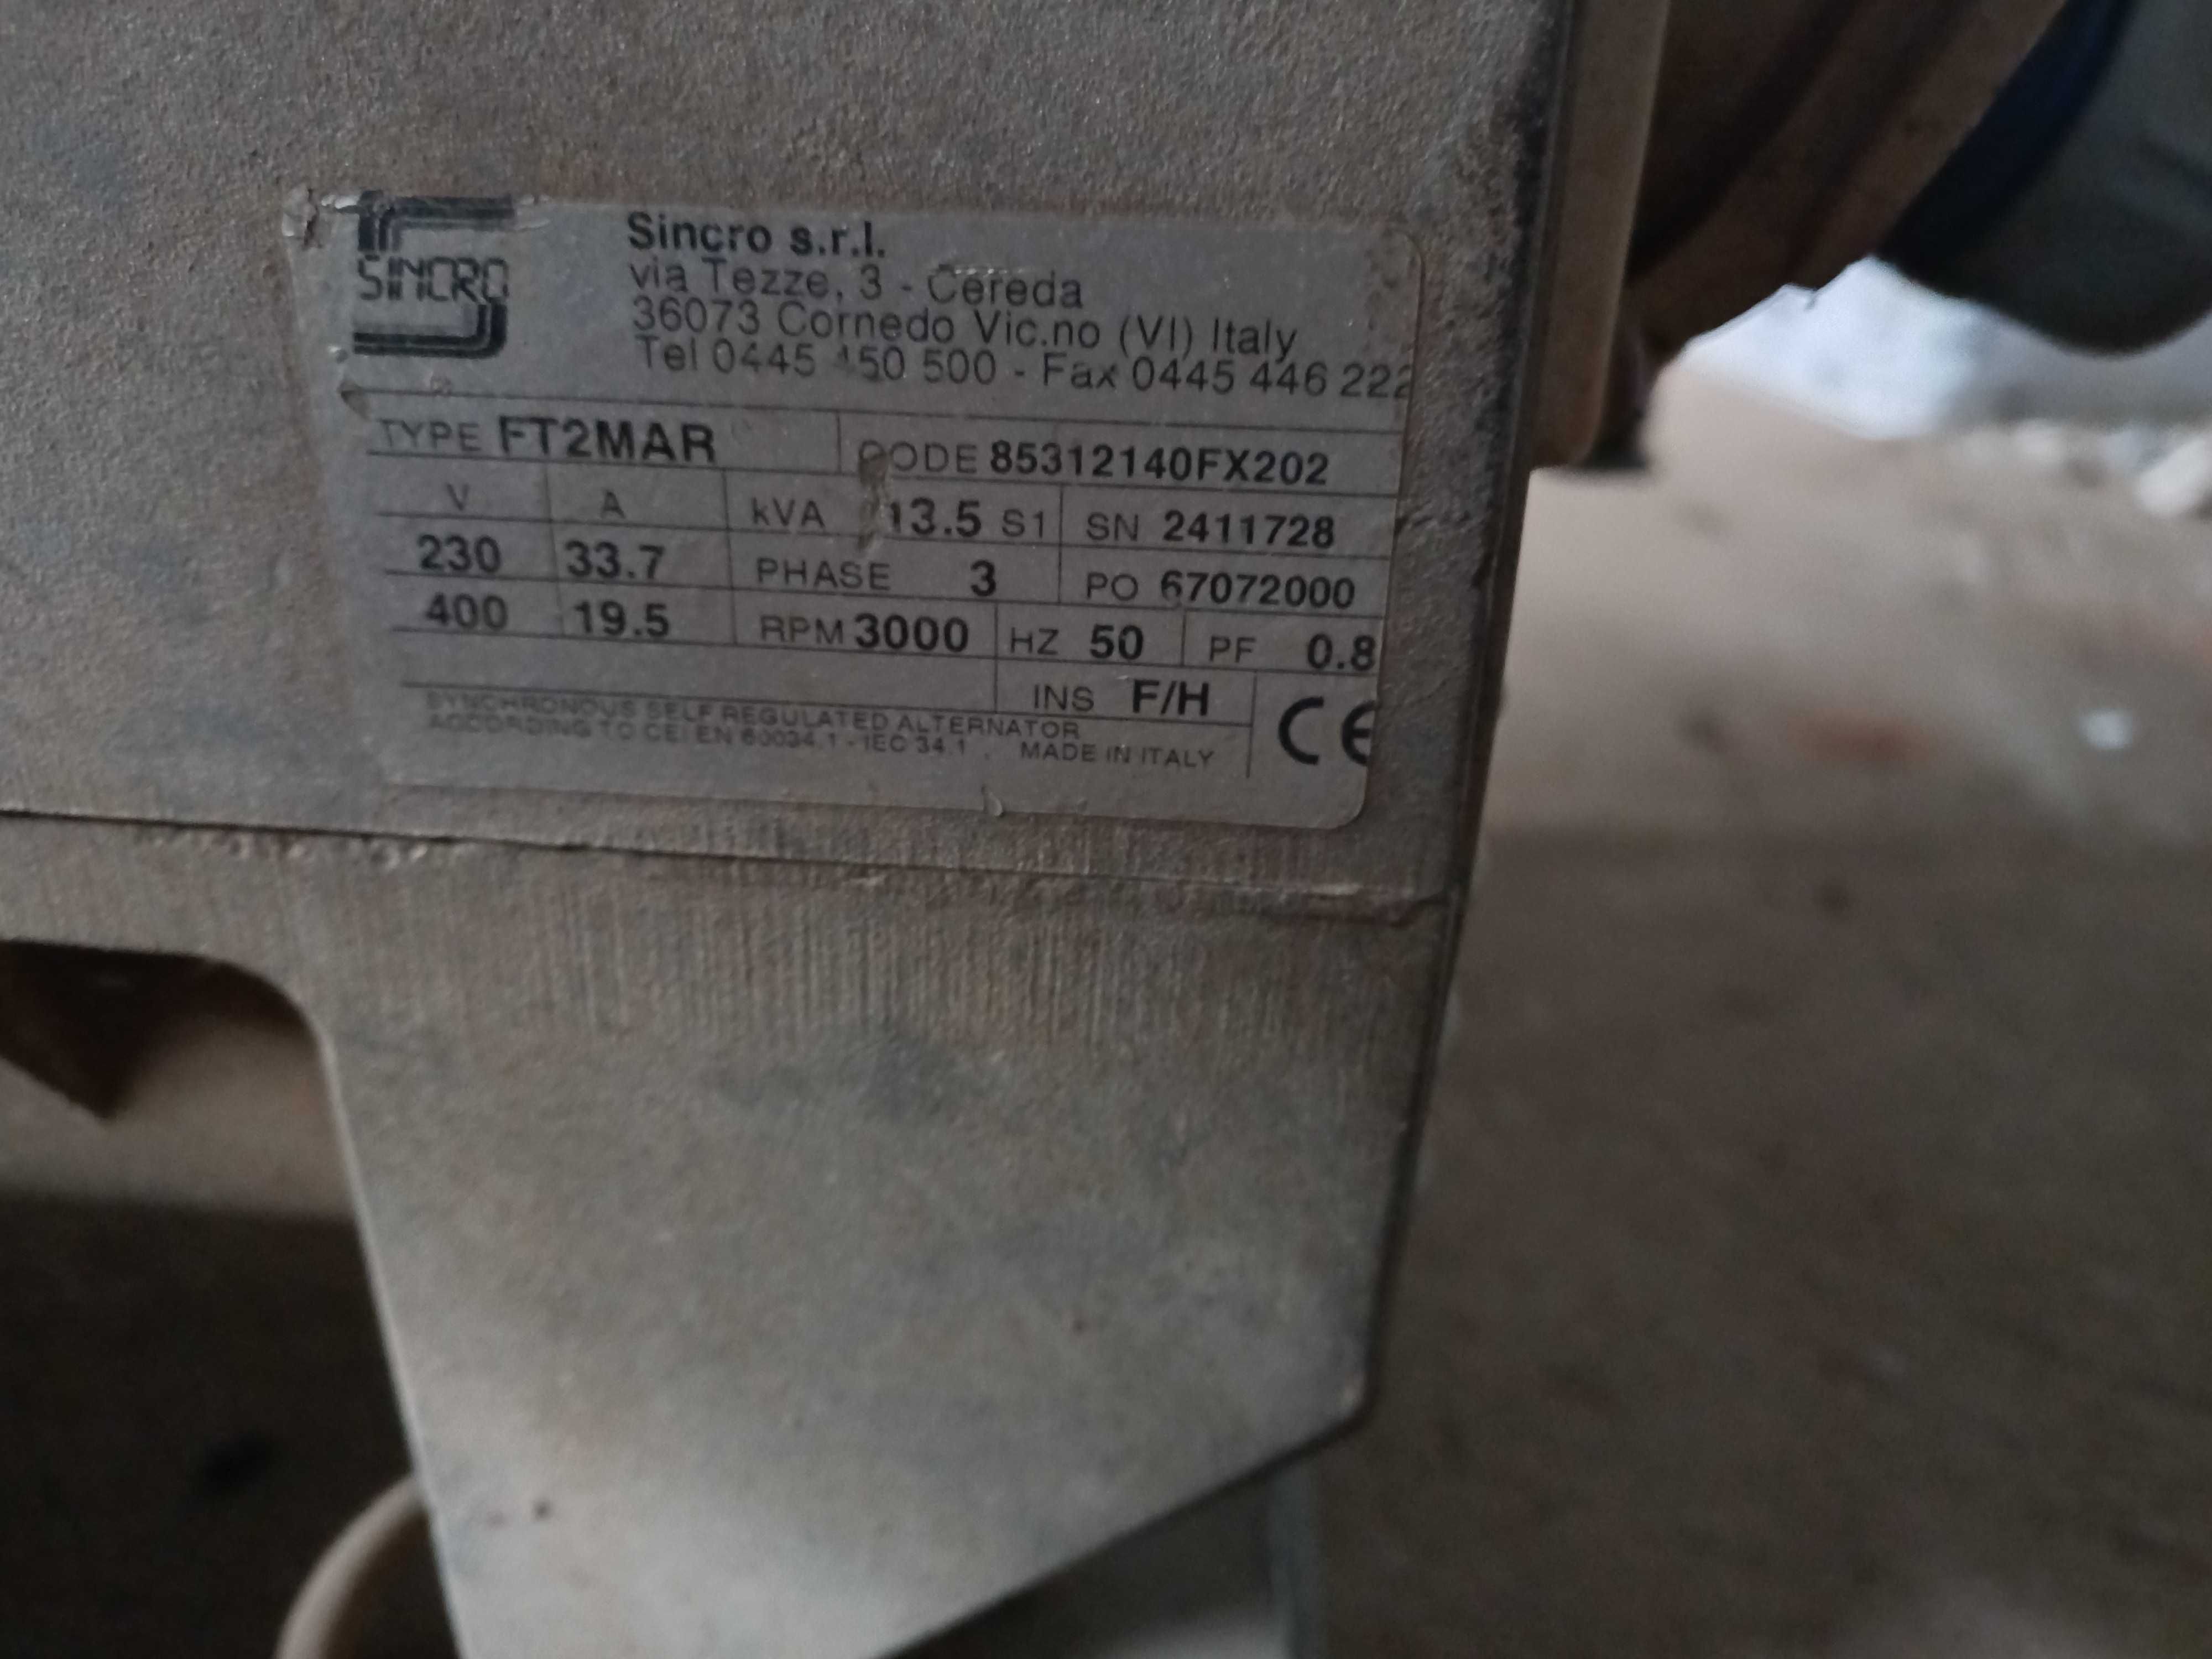 SINCRO
Sincro s.r.l.
via Tezze, 3 - Cereda
36073 Cornedo Vic.no (VI) Italy
Tel 0445 450 500 - Fax 0445 446 222
TYPE FT2MAR CODE 85312140FX202
V A kVA 13.5 S1 SN 2411728
230 33.7 PHASE 3 PO 67072000
400 19.5 RPM 3000 HZ 50 PF 0.8
INS F/H
SYNCHRONOUS SELF REGULATED ALTERNATOR
ACCORDING TO CEI EN 60034.1 - IEC 34.1 . MADE IN ITALY
CE